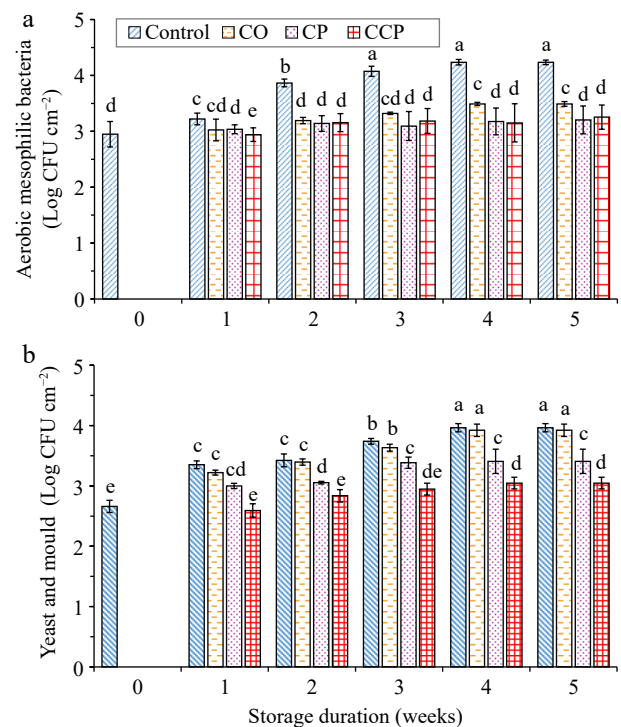 a
Control CO CP CCP
Aerobic mesophilic bacteria
(Log CFU cm⁻²)
5
4
3
2
1
0
d
c cd d e
b d d d
a cd d d
a c d d
a c d d
0 1 2 3 4 5
b
Yeast and mould (Log CFU cm⁻²)
5
4
3
2
1
0
e
c c cd e
c c d e
b b c de
a a c d
a a c d
0 1 2 3 4 5
Storage duration (weeks)